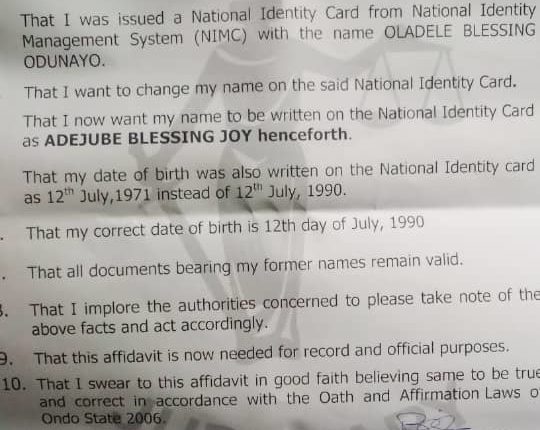 That I was issued a National Identity Card from National Identity
Management System (NIMC) with the name OLADELE BLESSING
ODUNAYO.
That I want to change my name on the said National Identity Card.
That I now want my name to be written on the National Identity Card
as ADEJUBE BLESSING JOY henceforth.
That my date of birth was also written on the National Identity card
as 12th July,1971 instead of 12th July, 1990.
That my correct date of birth is 12th day of July, 1990
That all documents bearing my former names remain valid.
That I implore the authorities concerned to please take note of the
above facts and act accordingly.
9. That this affidavit is now needed for record and official purposes.
10. That I swear to this affidavit in good faith believing same to be true
and correct in accordance with the Oath and Affirmation Laws o
Ondo State 2006.